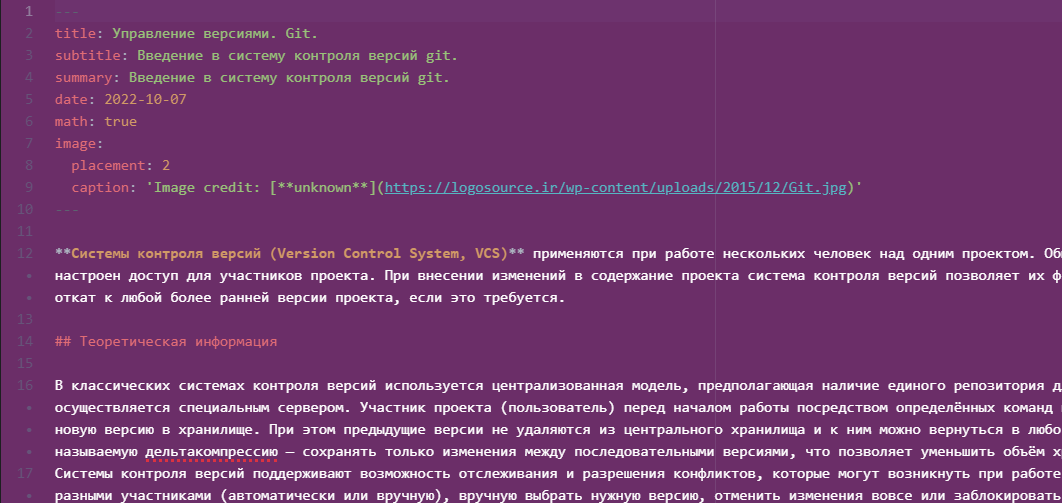 1 ---
2 title: Управление версиями. Git.
3 subtitle: Введение в систему контроля версий git.
4 summary: Введение в систему контроля версий git.
5 date: 2022-10-07
6 math: true
7 image:
8 placement: 2
9 caption: 'Image credit: [**unknown**](https://logosource.ir/wp-content/uploads/2015/12/Git.jpg)'
10 ---
11
12 **Системы контроля версий (Version Control System, VCS)** применяются при работе нескольких человек над одним проектом.
• настроен доступ для участников проекта. При внесении изменений в содержание проекта система контроля версий позволяет их
• откат к любой более ранней версии проекта, если это требуется.
13
14 ## Теоретическая информация
15
16 В классических системах контроля версий используется централизованная модель, предполагающая наличие единого репозитория
• осуществляется специальным сервером. Участник проекта (пользователь) перед началом работы посредством определённых команд
• новую версию в хранилище. При этом предыдущие версии не удаляются из центрального хранилища и к ним можно вернуться в
• называемую дельтакомпрессию — сохранять только изменения между последовательными версиями, что позволяет уменьшить объём
17 Системы контроля версий поддерживают возможность отслеживания и разрешения конфликтов, которые могут возникнуть при работе
• разными участниками (автоматически или вручную), вручную выбрать нужную версию, отменить изменения вовсе или